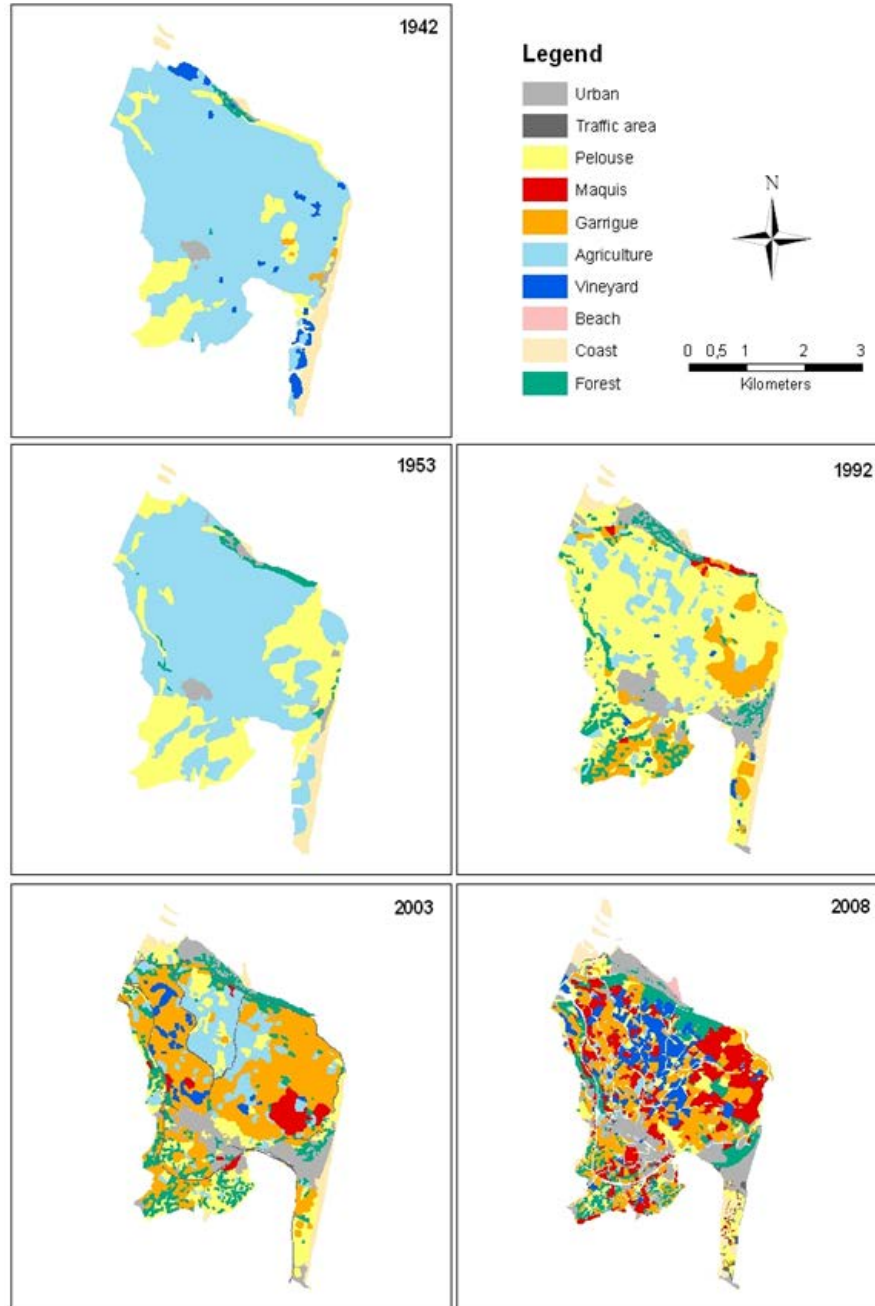 1942
Legend
Urban
Traffic area
Pelouse
Maquis
Garrigue
Agriculture
Vineyard
Beach
Coast
Forest
N
0 0,5 1 2 3
Kilometers
1953
1992
2003
2008